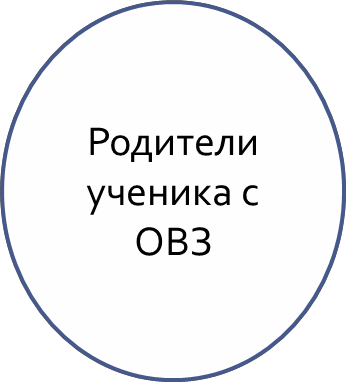 Родители
ученика с
ОВЗ